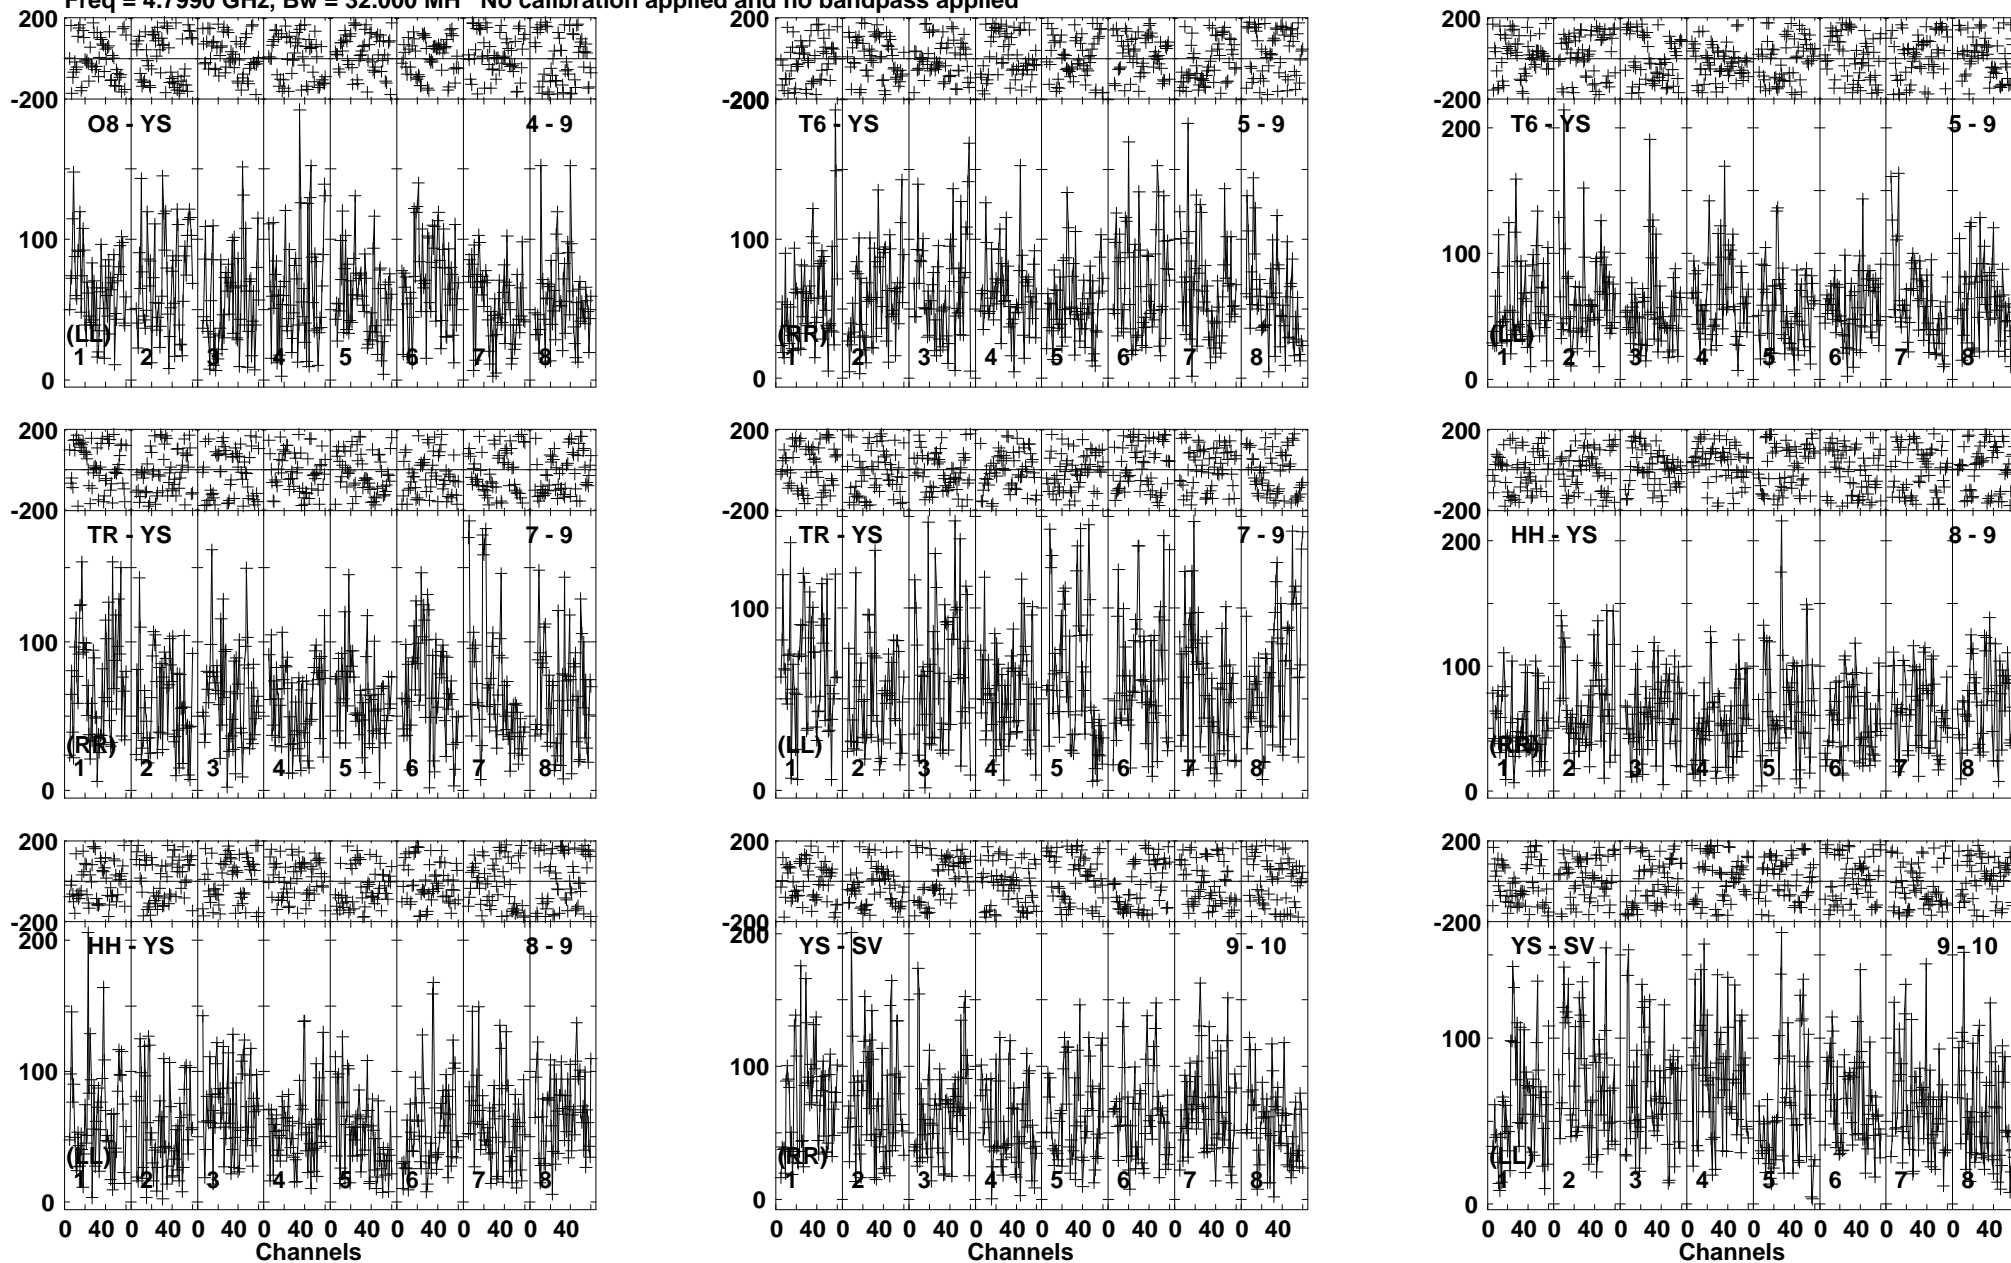 Freq = 4.7990 GHz, Bw = 32.000 MH No calibration applied and no bandpass applied
200 200 200
-200 -200 -200
O8 - YS 4 - 9 T6 - YS 5 - 9 T6 - YS 5 - 9
200
100 100 100
(LL) (RR) (LL)
1 2 3 4 5 6 7 8 1 2 3 4 5 6 7 8 1 2 3 4 5 6 7 8
0 0 0
200 200 200
-200 -200 -200
TR - YS 7 - 9 TR - YS 7 - 9 HH - YS 8 - 9
200
100 100 100
(RR) (LL) (RR)
1 2 3 4 5 6 7 8 1 2 3 4 5 6 7 8 1 2 3 4 5 6 7 8
0 0 0
200 200 200
-200 -200 -200
200 HH - YS 8 - 9 200 YS - SV 9 - 10 YS - SV 9 - 10
100 100 100
(LL) (RR) (LL)
1 2 3 4 5 6 7 8 1 2 3 4 5 6 7 8 1 2 3 4 5 6 7 8
0 0 0
0 40 0 40 0 40 0 40 0 40 0 40 0 40 0 40 0 40 0 40 0 40 0 40 0 40 0 40 0 40 0 40 0 40 0 40 0 40 0 40 0 40 0 40 0 40 0 40
Channels Channels Channels